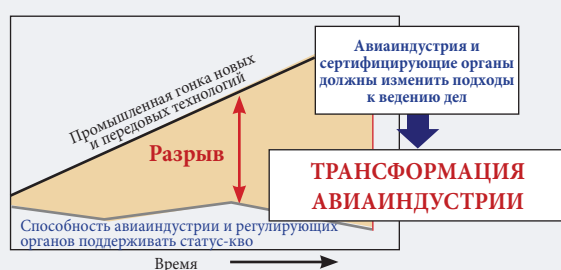 Авиаиндустрия и
сертифицирующие органы
должны изменить подходы
к ведению дел
Промышленная гонка новых
и передовых технологий
Разрыв
ТРАНСФОРМАЦИЯ
АВИАИНДУСТРИИ
Способность авиаиндустрии и регулирующих
органов поддерживать статус-кво
Время